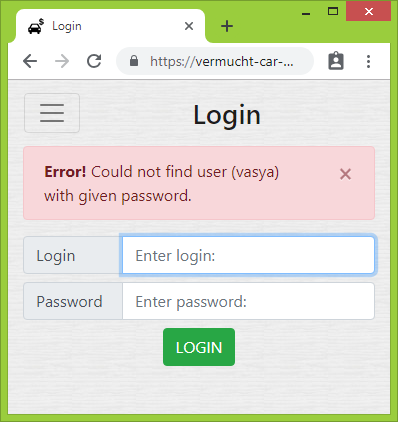 Login
https://vermucht-car-...
Login
Error! Could not find user (vasya)
with given password.
×
Login
Enter login:
Password
Enter password:
LOGIN